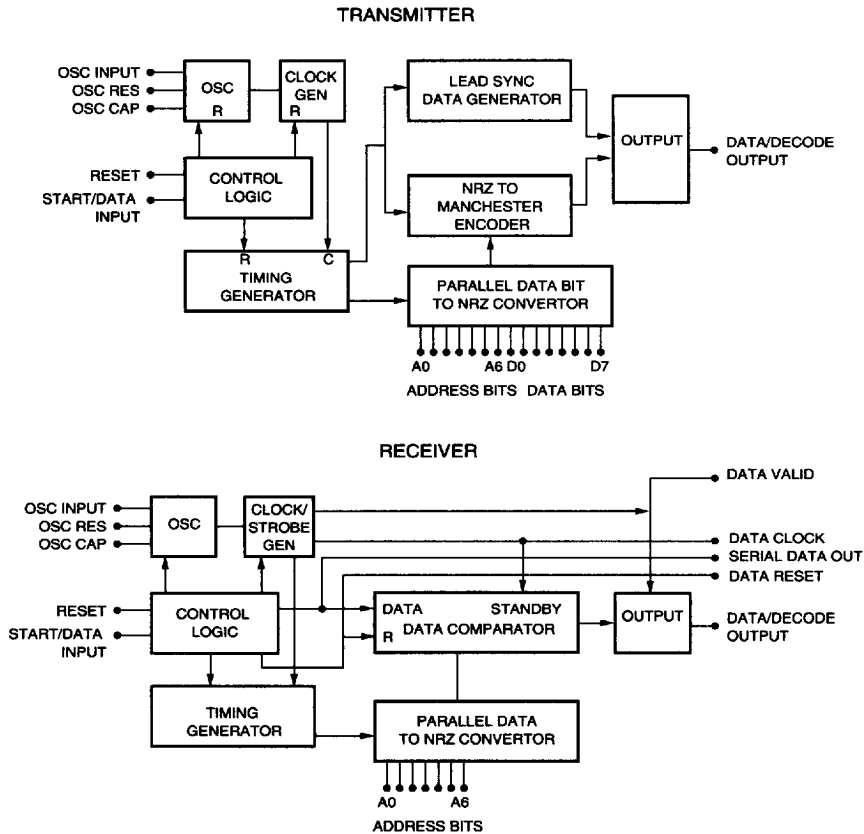 TRANSMITTER
OSC INPUT
OSC RES
OSC CAP
OSC
R
CLOCK
GEN
R
LEAD SYNC
DATA GENERATOR
OUTPUT
DATA/DECODE
OUTPUT
RESET
START/DATA
INPUT
CONTROL
LOGIC
NRZ TO
MANCHESTER
ENCODER
R C
TIMING
GENERATOR
PARALLEL DATA BIT
TO NRZ CONVERTOR
A0 A6 D0 D7
ADDRESS BITS DATA BITS
RECEIVER
DATA VALID
OSC INPUT
OSC RES
OSC CAP
OSC
CLOCK/
STROBE
GEN
DATA CLOCK
SERIAL DATA OUT
DATA RESET
RESET
START/DATA
INPUT
CONTROL
LOGIC
DATA STANDBY
R DATA COMPARATOR
OUTPUT
DATA/DECODE
OUTPUT
TIMING
GENERATOR
PARALLEL DATA
TO NRZ CONVERTOR
A0 A6
ADDRESS BITS